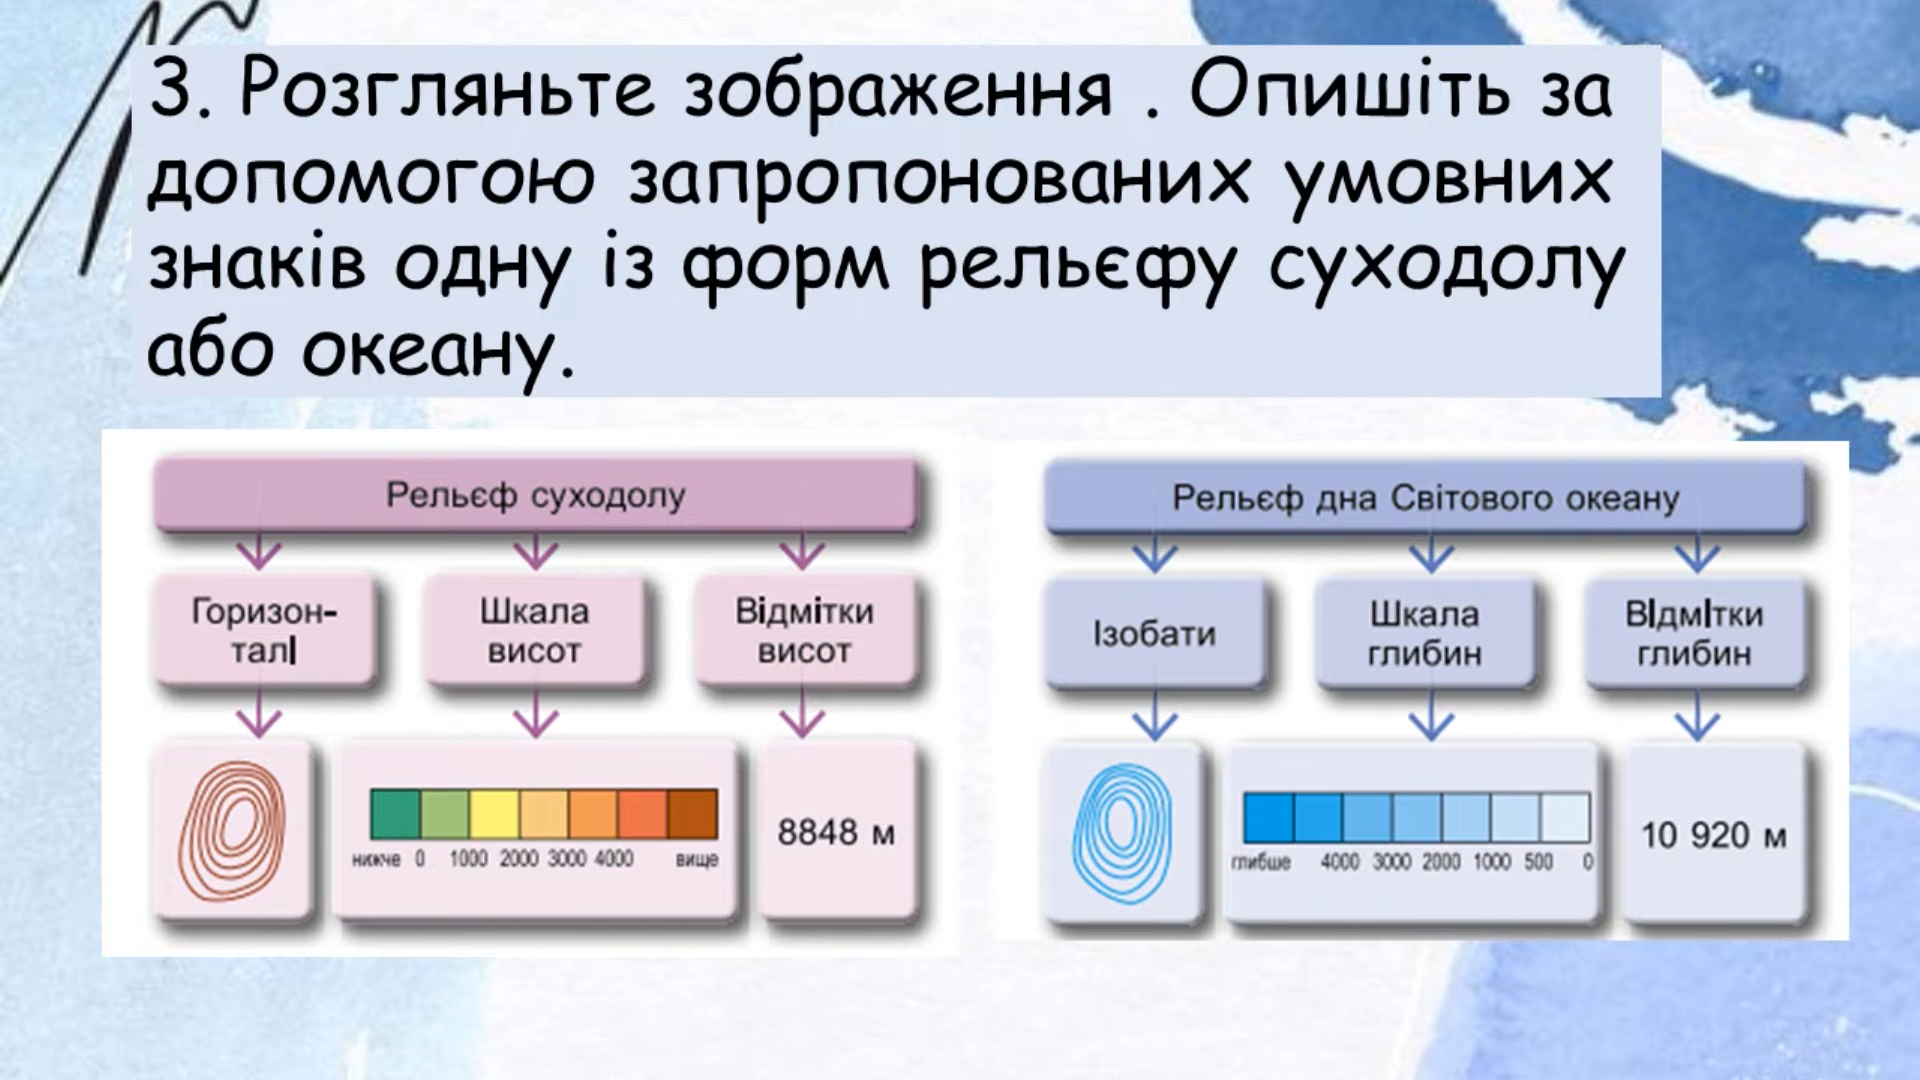 3. Розгляньте зображення . Опишіть за
допомогою запропонованих умовних
знаків одну із форм рельєфу суходолу
або океану.
Рельєф суходолу
Горизон-
талі
Шкала
висот
Відмітки
висот
нижче 0 1000 2000 3000 4000 вище
8848 м
Рельєф дна Світового океану
Ізобати
Шкала
глибин
Відмітки
глибин
глибше 4000 3000 2000 1000 500 0
10 920 м